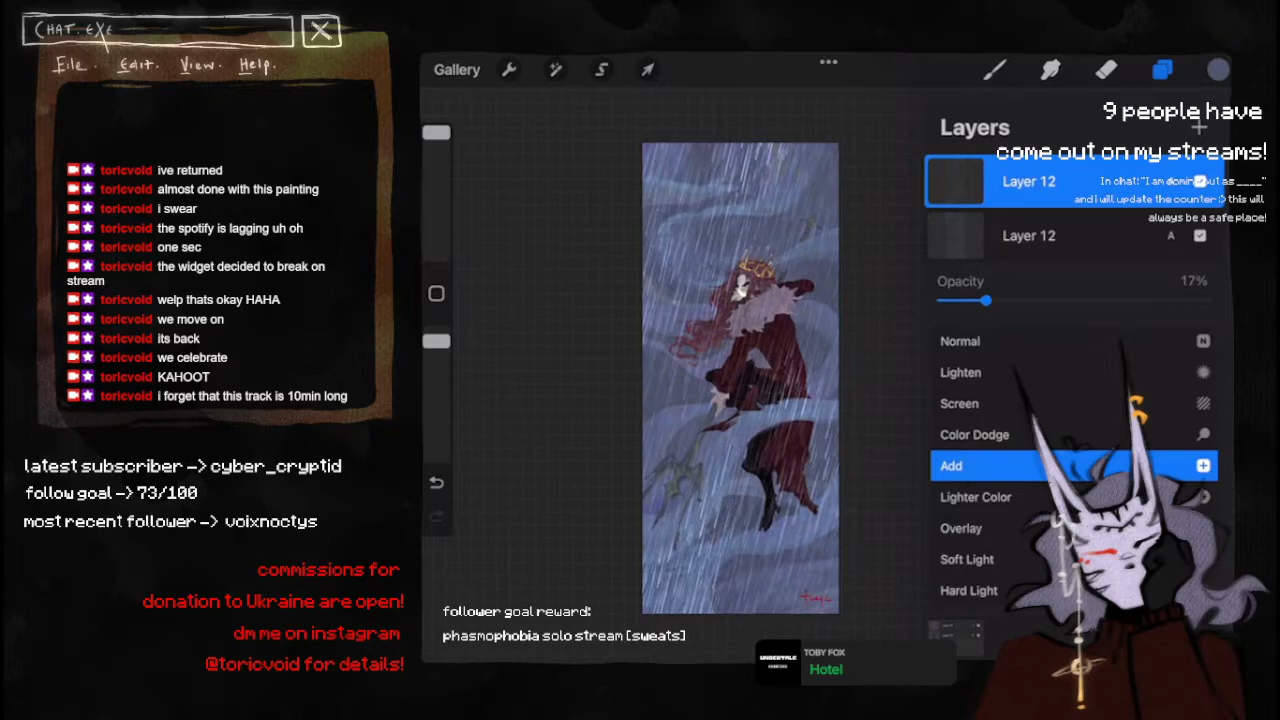 CHAT.EXE
File. Edit. View. Help.
toricvoid ive returned
toricvoid almost done with this painting
toricvoid i swear
toricvoid the spotify is lagging uh oh
toricvoid one sec
toricvoid the widget decided to break on
stream
toricvoid welp thats okay HAHA
toricvoid we move on
toricvoid its back
toricvoid we celebrate
toricvoid KAHOOT
toricvoid i forget that this track is 10min long
latest subscriber -> cyber_cryptid
follow goal -> 73/100
most recent follower -> voixnoctys
commissions for
donation to Ukraine are open!
dm me on instagram
@toricvoid for details!
Gallery
Layers
9 people have
come out on my streams!
and i will update the counter :> this will
always be a safe place!
Layer 12
Layer 12 A
Opacity 17%
Normal N
Lighten
Screen
Color Dodge
Add
Lighter Color
Overlay
Soft Light
Hard Light
follower goal reward:
phasmophobia solo stream [sweats]
UNDERTALE
TOBY FOX
Hotel